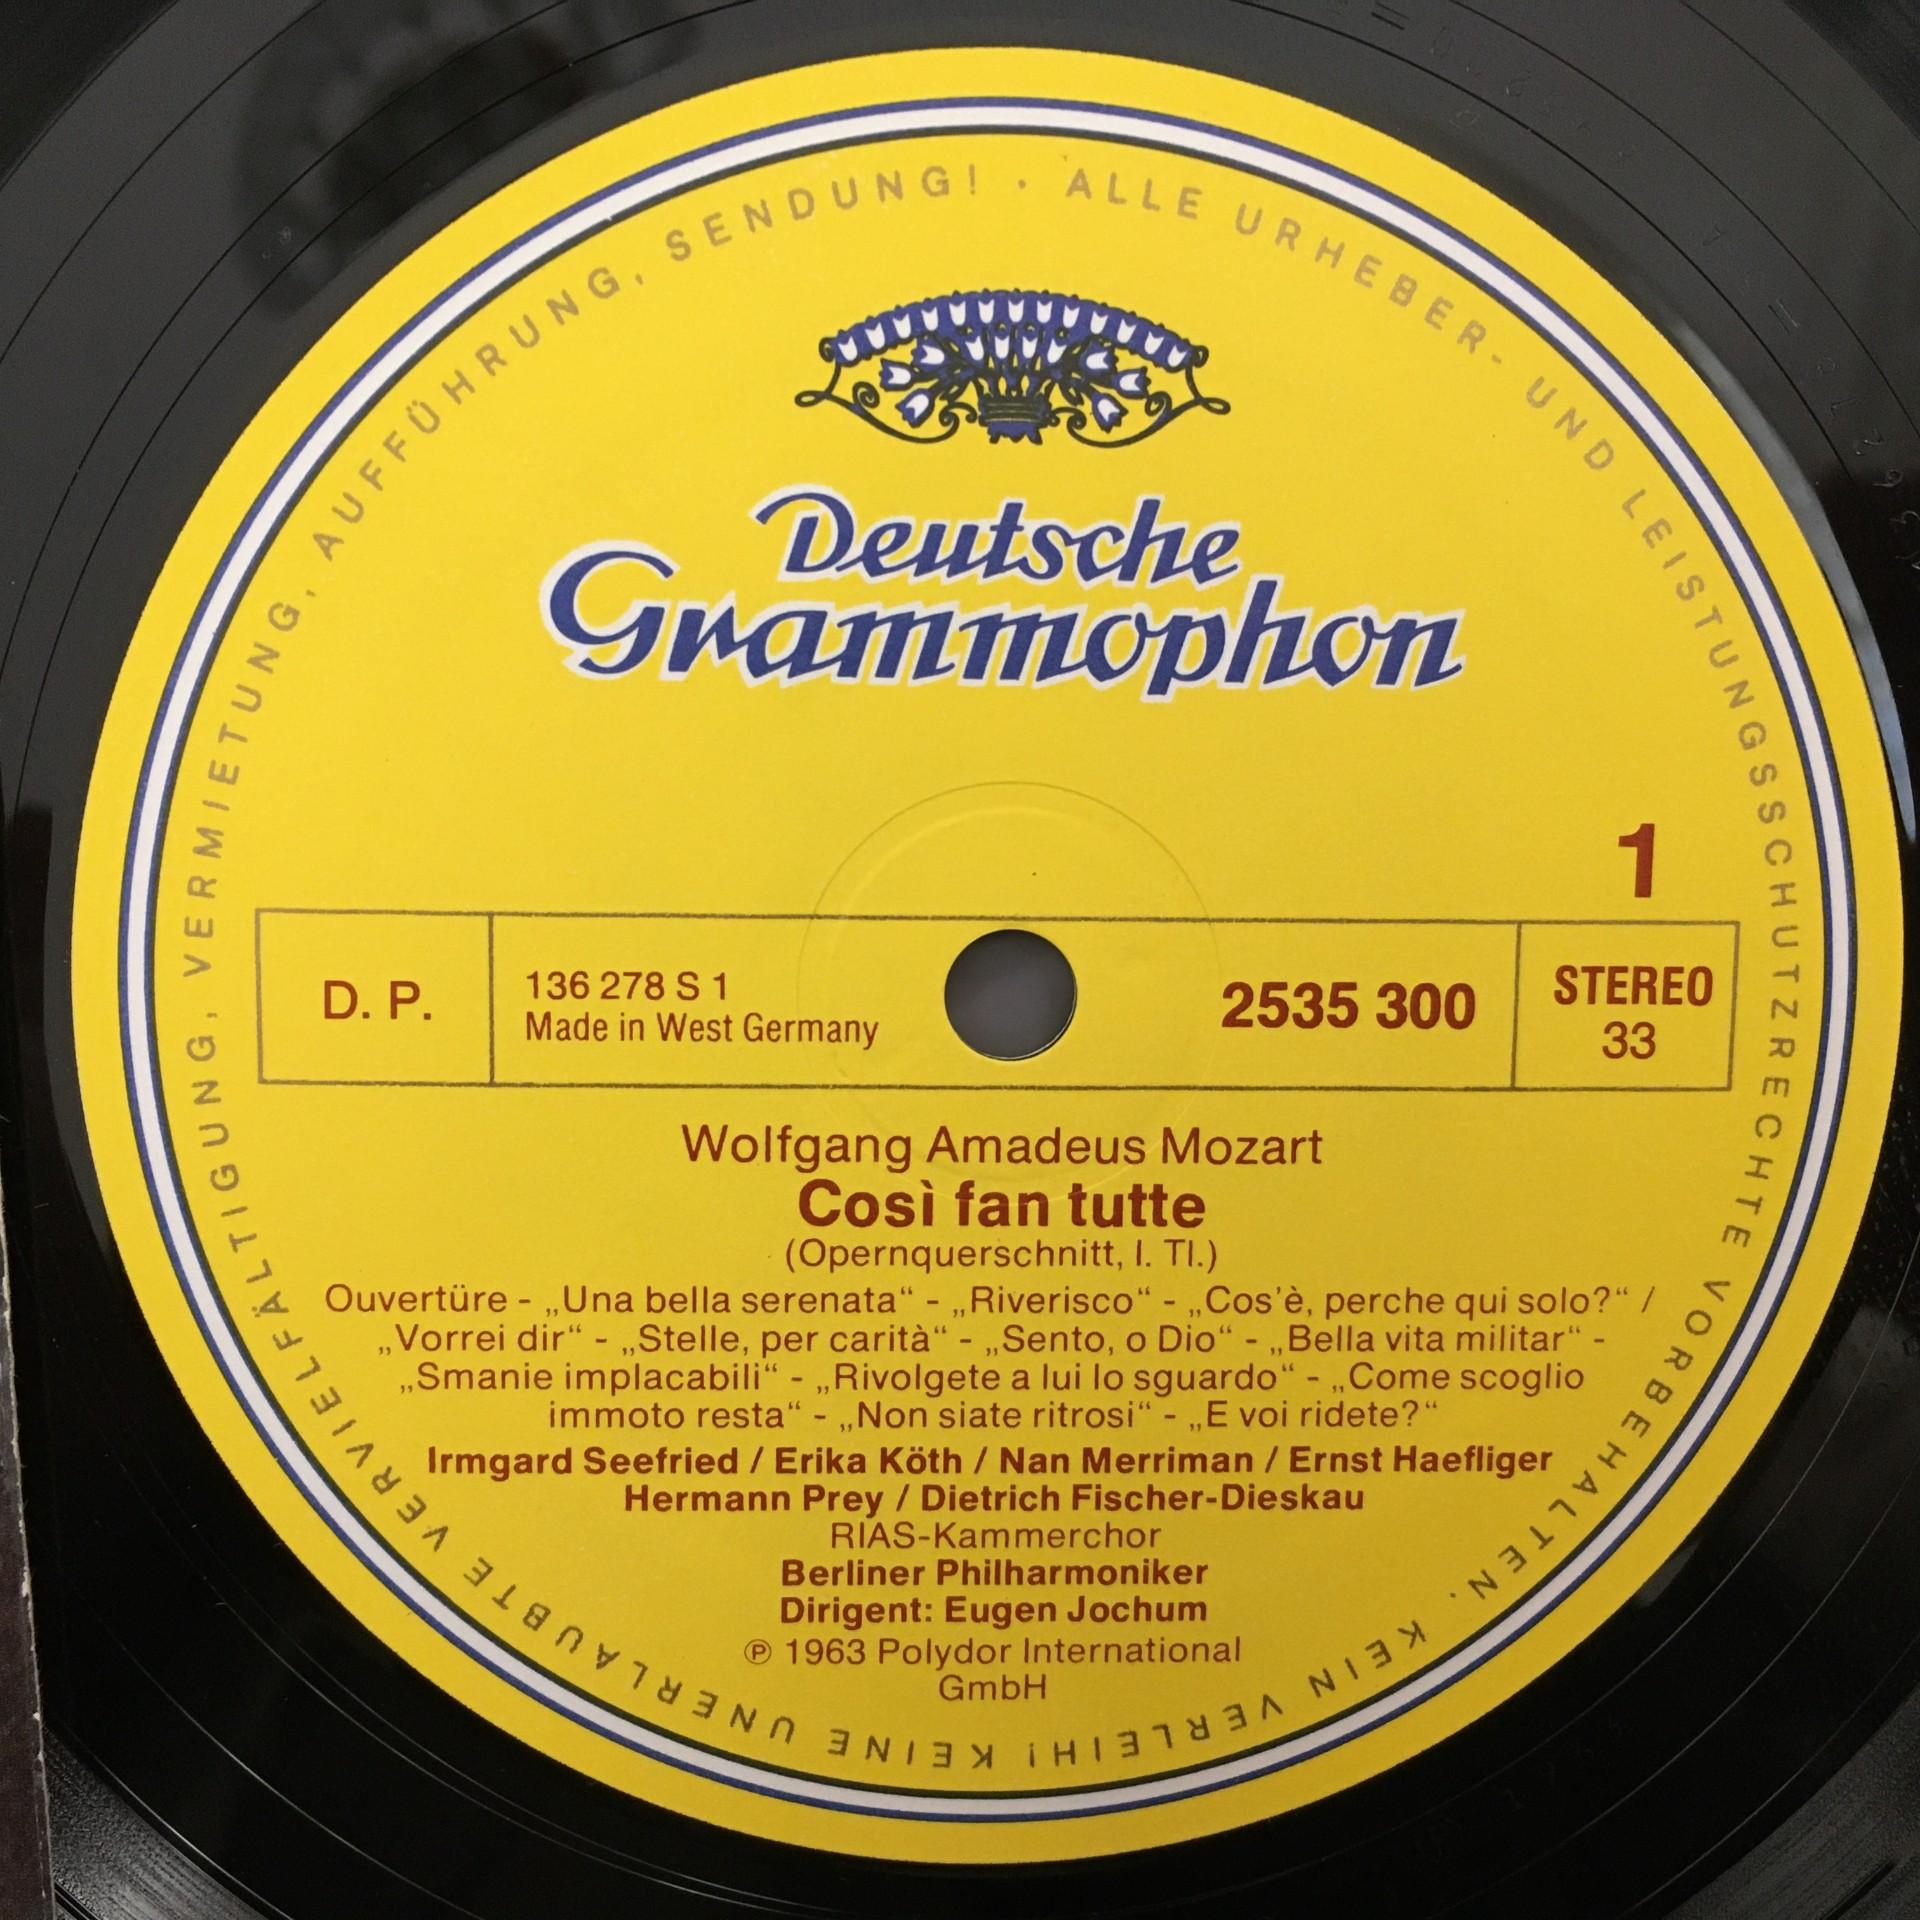 ALLE URHEBER- UND LEISTUNGSSCHUTZRECHTE VORBEHALTEN. KEIN VERLEIH! KEINE UNERLAUBTE VERVIELFÄLTIGUNG, VERMIETUNG, AUFFÜHRUNG, SENDUNG! ·
Deutsche
Grammophon
1
D. P.
136 278 S 1
Made in West Germany
2535 300
STEREO
33
Wolfgang Amadeus Mozart
Così fan tutte
(Opernquerschnitt, I. Tl.)
Ouvertüre - „Una bella serenata“ - „Riverisco“ - „Cos'è, perche qui solo?“ /
„Vorrei dir“ - „Stelle, per carità“ - „Sento, o Dio“ - „Bella vita militar“ -
„Smanie implacabili“ - „Rivolgete a lui lo sguardo“ - „Come scoglio
immoto resta“ - „Non siate ritrosi“ - „E voi ridete?“
Irmgard Seefried / Erika Köth / Nan Merriman / Ernst Haefliger
Hermann Prey / Dietrich Fischer-Dieskau
RIAS-Kammerchor
Berliner Philharmoniker
Dirigent: Eugen Jochum
℗ 1963 Polydor International
GmbH